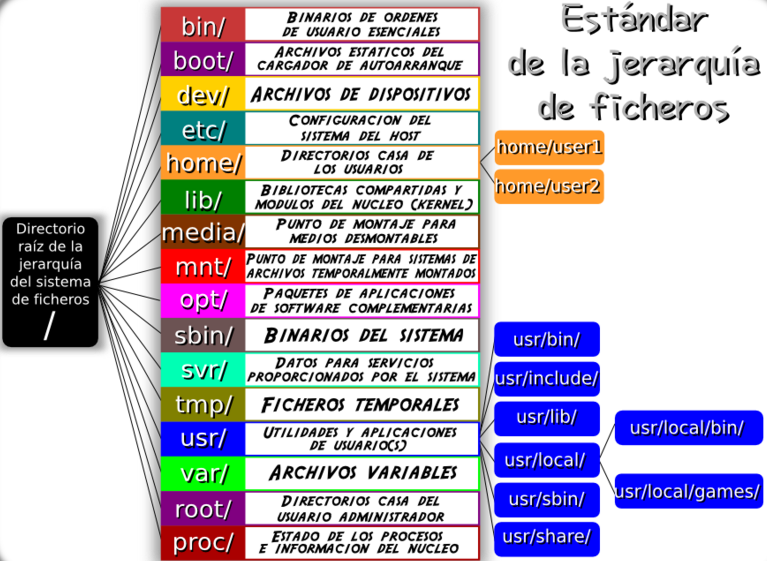 Estándar
de la jerarquía
de ficheros
Directorio
raíz de la
jerarquía
del sistema
de ficheros
/
bin/
BINARIOS DE ORDENES
DE USUARIO ESENCIALES
boot/
ARCHIVOS ESTATICOS DEL
CARGADOR DE AUTOARRANQUE
dev/
ARCHIVOS DE DISPOSITIVOS
etc/
CONFIGURACION DEL
SISTEMA DEL HOST
home/
DIRECTORIOS CASA DE
LOS USUARIOS
home/user1
home/user2
lib/
BIBLIOTECAS COMPARTIDAS Y
MODULOS DEL NUCLEO (KERNEL)
media/
PUNTO DE MONTAJE PARA
MEDIOS DESMONTABLES
mnt/
PUNTO DE MONTAJE PARA SISTEMAS DE
ARCHIVOS TEMPORALMENTE MONTADOS
opt/
PAQUETES DE APLICACIONES
DE SOFTWARE COMPLEMENTARIAS
sbin/
BINARIOS DEL SISTEMA
svr/
DATOS PARA SERVICIOS
PROPORCIONADOS POR EL SISTEMA
tmp/
FICHEROS TEMPORALES
usr/
UTILIDADES Y APLICACIONES
DE USUARIO(S)
usr/bin/
usr/include/
usr/lib/
usr/local/
usr/local/bin/
usr/local/games/
usr/sbin/
usr/share/
var/
ARCHIVOS VARIABLES
root/
DIRECTORIOS CASA DEL
USUARIO ADMINISTRADOR
proc/
ESTADO DE LOS PROCESOS
E INFORMACION DEL NUCLEO